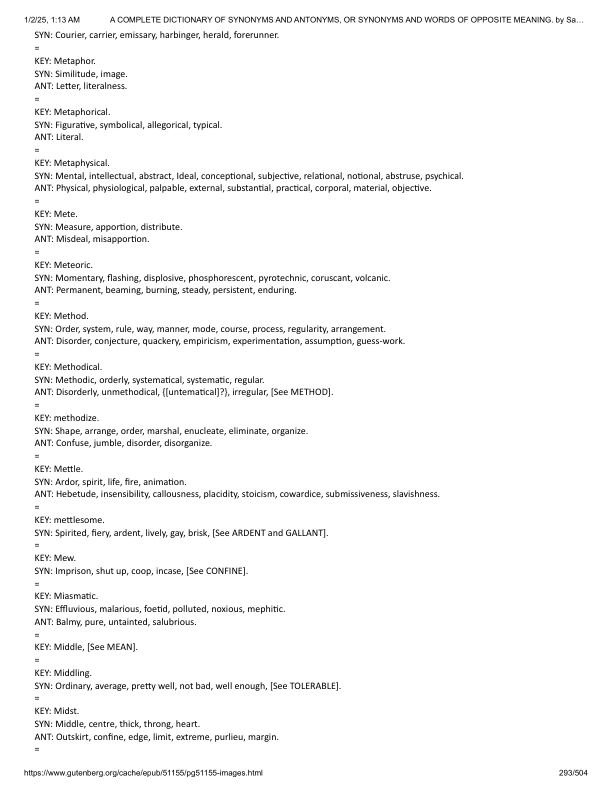 1/2/25, 1:13 AM A COMPLETE DICTIONARY OF SYNONYMS AND ANTONYMS, OR SYNONYMS AND WORDS OF OPPOSITE MEANING. by Sa…
SYN: Courier, carrier, emissary, harbinger, herald, forerunner.
=
KEY: Metaphor.
SYN: Similitude, image.
ANT: Letter, literalness.
=
KEY: Metaphorical.
SYN: Figurative, symbolical, allegorical, typical.
ANT: Literal.
=
KEY: Metaphysical.
SYN: Mental, intellectual, abstract, Ideal, conceptional, subjective, relational, notional, abstruse, psychical.
ANT: Physical, physiological, palpable, external, substantial, practical, corporal, material, objective.
=
KEY: Mete.
SYN: Measure, apportion, distribute.
ANT: Misdeal, misapportion.
=
KEY: Meteoric.
SYN: Momentary, flashing, displosive, phosphorescent, pyrotechnic, coruscant, volcanic.
ANT: Permanent, beaming, burning, steady, persistent, enduring.
=
KEY: Method.
SYN: Order, system, rule, way, manner, mode, course, process, regularity, arrangement.
ANT: Disorder, conjecture, quackery, empiricism, experimentation, assumption, guess-work.
=
KEY: Methodical.
SYN: Methodic, orderly, systematical, systematic, regular.
ANT: Disorderly, unmethodical, {[untematical]?}, irregular, [See METHOD].
=
KEY: methodize.
SYN: Shape, arrange, order, marshal, enucleate, eliminate, organize.
ANT: Confuse, jumble, disorder, disorganize.
=
KEY: Mettle.
SYN: Ardor, spirit, life, fire, animation.
ANT: Hebetude, insensibility, callousness, placidity, stoicism, cowardice, submissiveness, slavishness.
=
KEY: mettlesome.
SYN: Spirited, fiery, ardent, lively, gay, brisk, [See ARDENT and GALLANT].
=
KEY: Mew.
SYN: Imprison, shut up, coop, incase, [See CONFINE].
=
KEY: Miasmatic.
SYN: Effluvious, malarious, foetid, polluted, noxious, mephitic.
ANT: Balmy, pure, untainted, salubrious.
=
KEY: Middle, [See MEAN].
=
KEY: Middling.
SYN: Ordinary, average, pretty well, not bad, well enough, [See TOLERABLE].
=
KEY: Midst.
SYN: Middle, centre, thick, throng, heart.
ANT: Outskirt, confine, edge, limit, extreme, purlieu, margin.
=
https://www.gutenberg.org/cache/epub/51155/pg51155-images.html 293/504